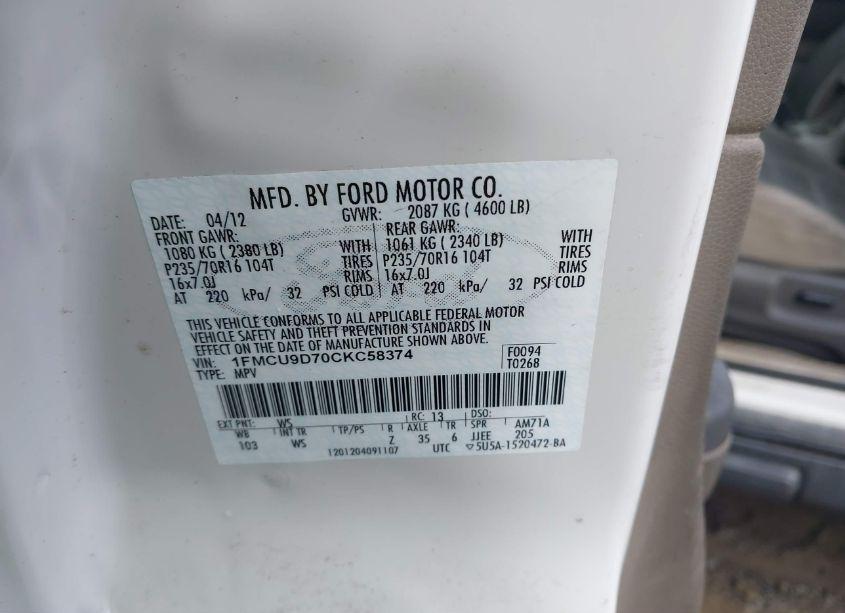 MFD. BY FORD MOTOR CO.
DATE: 04/12 GVWR: 2087 KG ( 4600 LB)
FRONT GAWR: REAR GAWR:
1080 KG ( 2380 LB) WITH 1061 KG ( 2340 LB) WITH
P235/70R16 104T TIRES P235/70R16 104T TIRES
16x7.0J RIMS 16x7.0J RIMS
AT 220 kPa/ 32 PSI COLD AT 220 kPa/ 32 PSI COLD
THIS VEHICLE CONFORMS TO ALL APPLICABLE FEDERAL MOTOR
VEHICLE SAFETY AND THEFT PREVENTION STANDARDS IN
EFFECT ON THE DATE OF MANUFACTURE SHOWN ABOVE.
VIN: 1FMCU9D70CKC58374 F0094
TYPE: MPV T0268
EXT PNT: WS RC: 13 DSO:
WB INT TR TP/PS R AXLE TR SPR AM71A
103 WS Z 35 6 JJEE 205
1201204091107 UTC ▽5U5A-1520472-BA